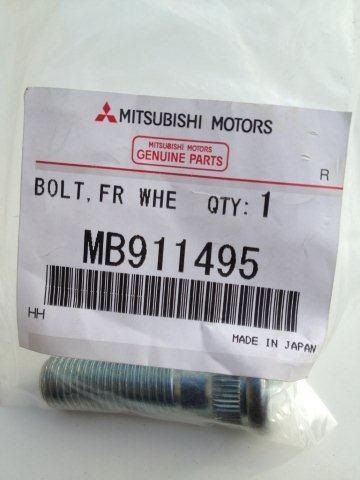 MITSUBISHI MOTORS
MITSUBISHI MOTORS
GENUINE PARTS
R
BOLT, FR WHE QTY: 1
MB911495
HH
MADE IN JAPAN